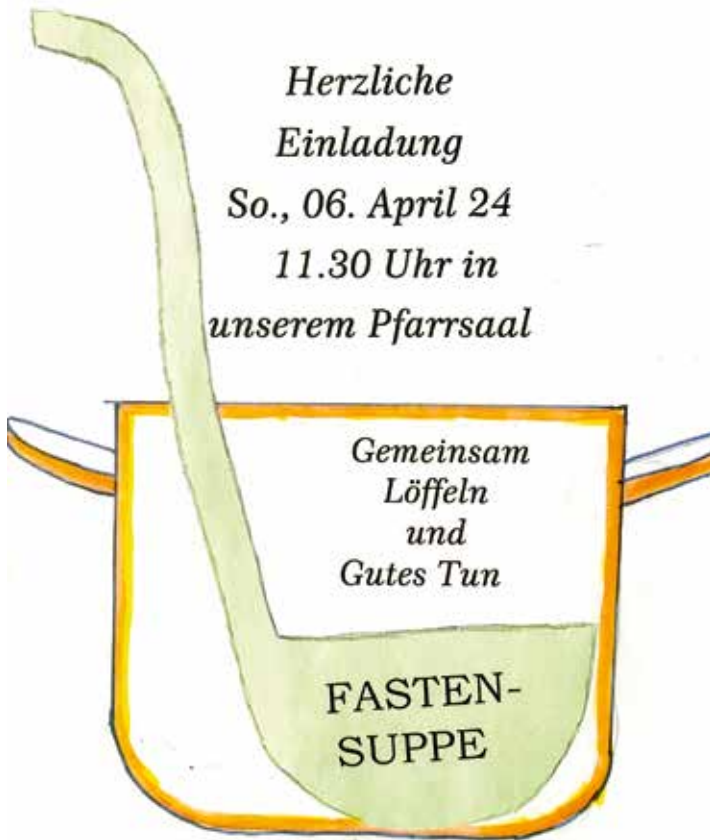 Herzliche
Einladung
So., 06. April 24
11.30 Uhr in
unserem Pfarrsaal
Gemeinsam
Löffeln
und
Gutes Tun
FASTEN-
SUPPE